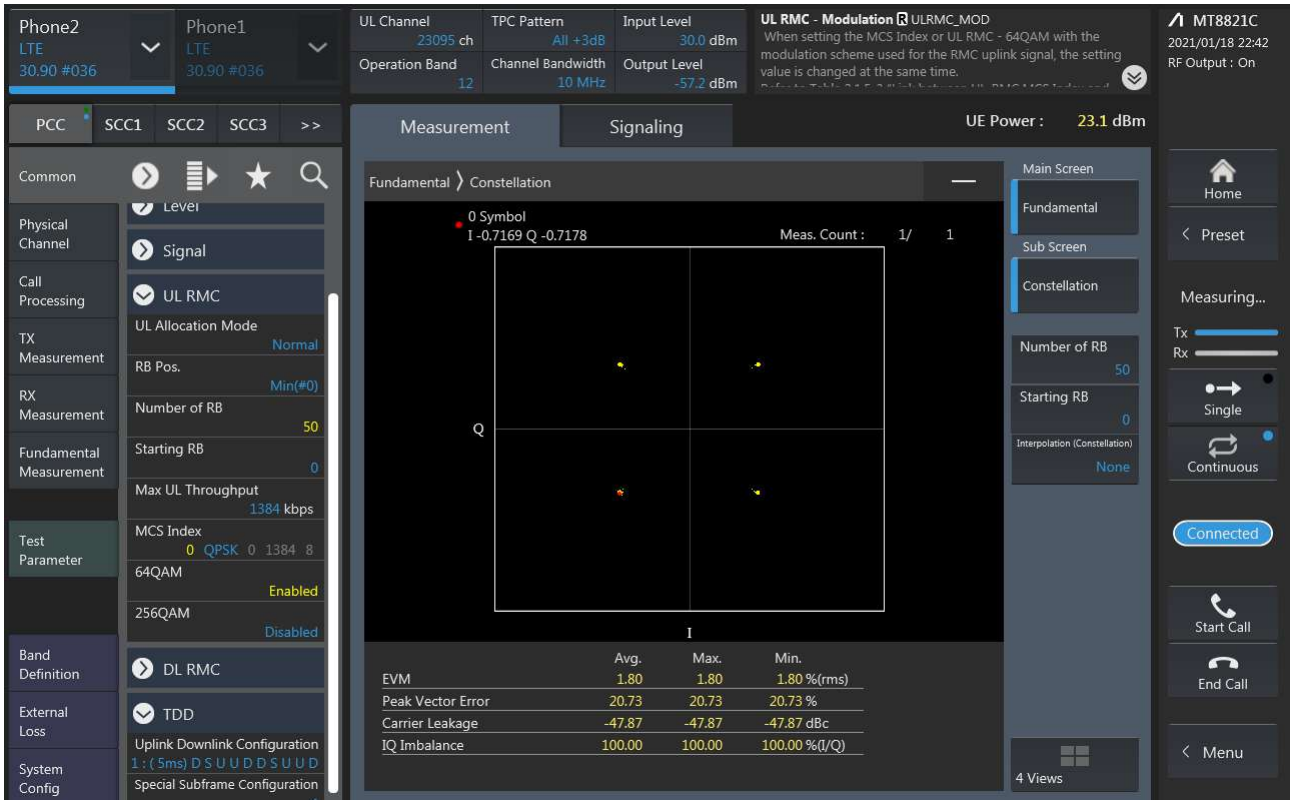 Phone2
LTE
30.90 #036
Phone1
LTE
30.90 #036
UL Channel
23095 ch
TPC Pattern
All +3dB
Input Level
30.0 dBm
Operation Band
12
Channel Bandwidth
10 MHz
Output Level
-57.2 dBm
UL RMC - Modulation R ULRMC_MOD
When setting the MCS Index or UL RMC - 64QAM with the
modulation scheme used for the RMC uplink signal, the setting
value is changed at the same time.
MT8821C
2021/01/18 22:42
RF Output : On
PCC SCC1 SCC2 SCC3 >>
Measurement
Signaling
UE Power : 23.1 dBm
Common
Physical
Channel
Call
Processing
TX
Measurement
RX
Measurement
Fundamental
Measurement
Test
Parameter
Band
Definition
External
Loss
System
Config
Level
Signal
UL RMC
UL Allocation Mode
Normal
RB Pos.
Min(#0)
Number of RB
50
Starting RB
0
Max UL Throughput
1384 kbps
MCS Index
0 QPSK 0 1384 8
64QAM
Enabled
256QAM
Disabled
DL RMC
TDD
Uplink Downlink Configuration
1 : ( 5ms) D S U U D D S U U D
Special Subframe Configuration
Fundamental > Constellation
0 Symbol
I -0.7169 Q -0.7178
Meas. Count : 1/ 1
Q
I
Avg. Max. Min.
EVM 1.80 1.80 1.80 %(rms)
Peak Vector Error 20.73 20.73 20.73 %
Carrier Leakage -47.87 -47.87 -47.87 dBc
IQ Imbalance 100.00 100.00 100.00 %(I/Q)
Main Screen
Fundamental
Sub Screen
Constellation
Number of RB
50
Starting RB
0
Interpolation (Constellation)
None
4 Views
Home
< Preset
Measuring...
Tx
Rx
Single
Continuous
Connected
Start Call
End Call
< Menu